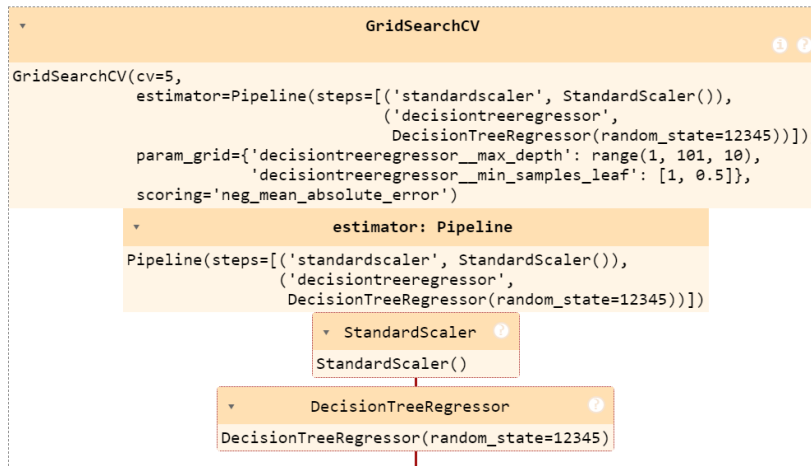 GridSearchCV
i ?
GridSearchCV(cv=5,
             estimator=Pipeline(steps=[('standardscaler', StandardScaler()),
                                       ('decisiontreeregressor',
                                        DecisionTreeRegressor(random_state=12345))])
             param_grid={'decisiontreeregressor__max_depth': range(1, 101, 10),
                         'decisiontreeregressor__min_samples_leaf': [1, 0.5]},
             scoring='neg_mean_absolute_error')
estimator: Pipeline
Pipeline(steps=[('standardscaler', StandardScaler()),
                ('decisiontreeregressor',
                 DecisionTreeRegressor(random_state=12345))])
StandardScaler ?
StandardScaler()
DecisionTreeRegressor ?
DecisionTreeRegressor(random_state=12345)